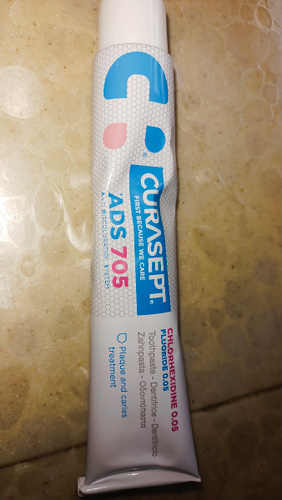 CURASEPT®
FIRST BECAUSE WE CARE
ADS 705
ANTI DISCOLORATION SYSTEM
CHLORHEXIDINE 0.05
FLUORIDE 0.05
Toothpaste - Dentifrice - Dentífrico
Zahnpasta - Οδοντόπαστα
Plaque and caries
treatment